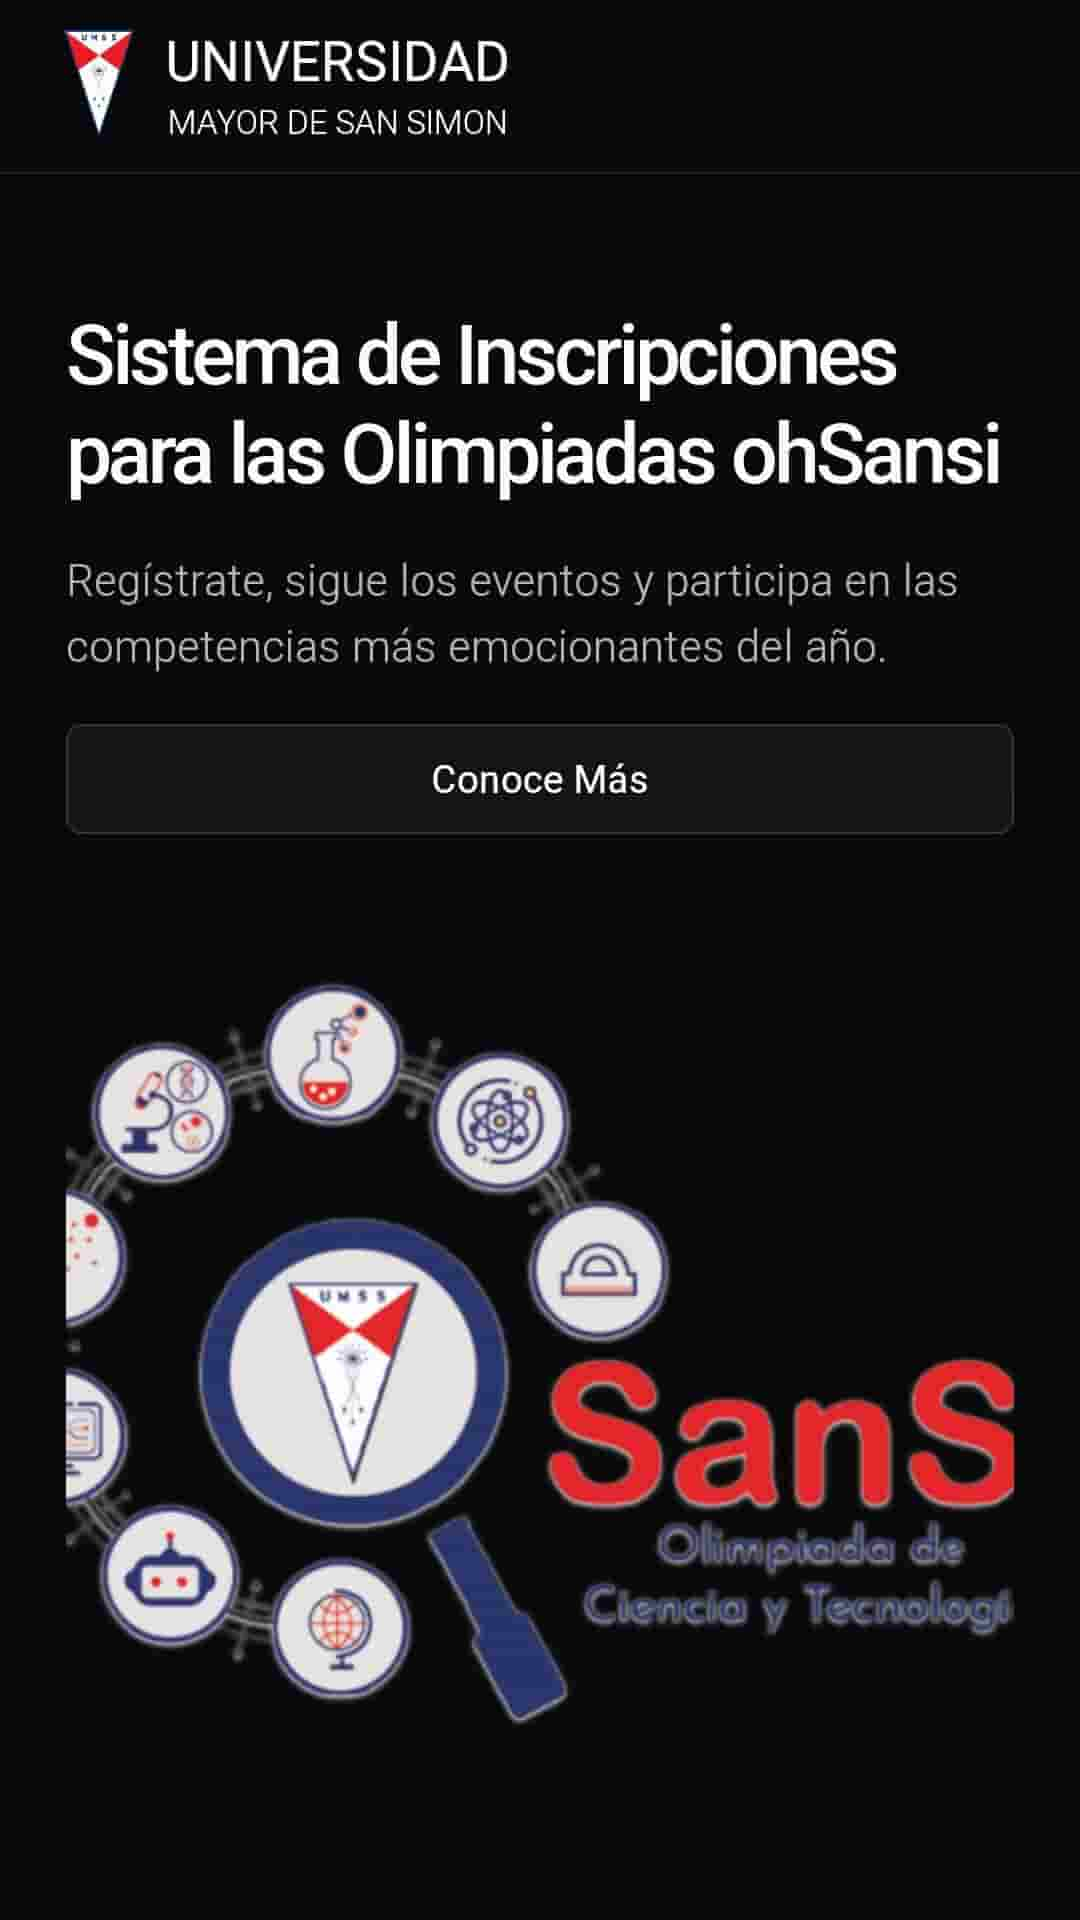 UMSS
UNIVERSIDAD
MAYOR DE SAN SIMON
Sistema de Inscripciones
para las Olimpiadas ohSansi
Regístrate, sigue los eventos y participa en las
competencias más emocionantes del año.
Conoce Más
UMSS
SanS
Olimpiada de
Ciencia y Tecnologí